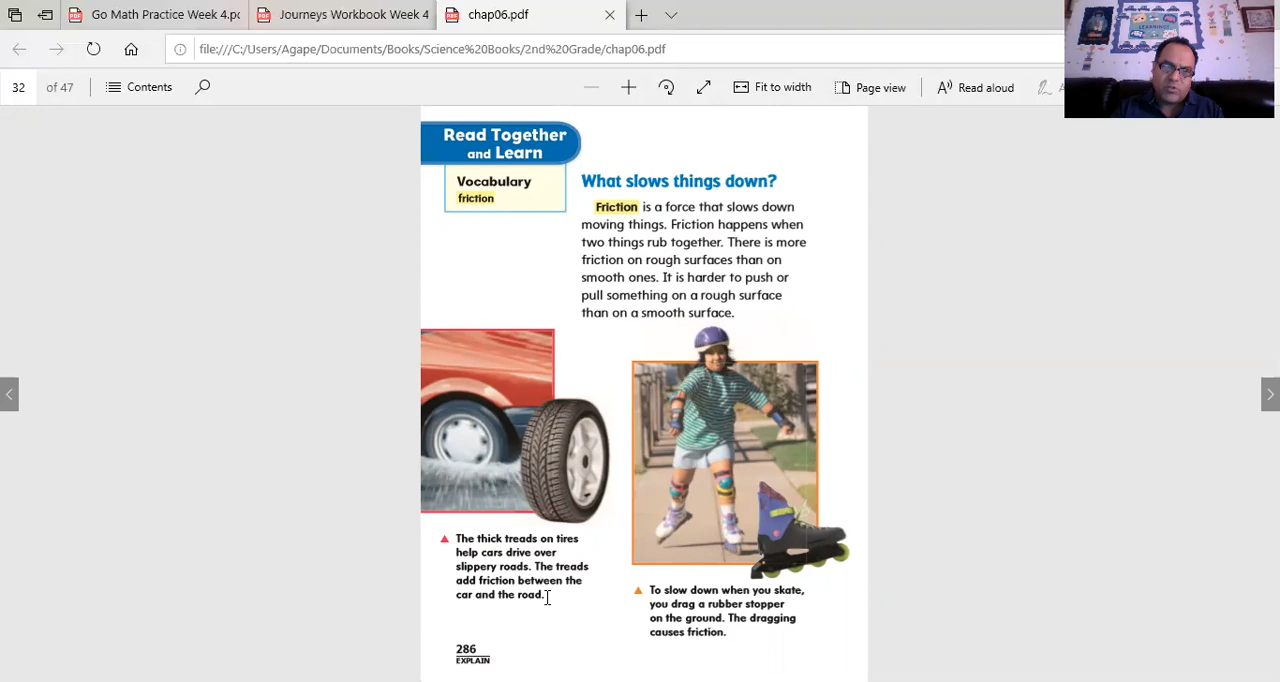 Go Math Practice Week 4.pc
Journeys Workbook Week 4
chap06.pdf
file:///C:/Users/Agape/Documents/Books/Science%20Books/2nd%20Grade/chap06.pdf
32 of 47
Contents
Fit to width
Page view
Read aloud
Read Together
and Learn
Vocabulary
friction
What slows things down?
Friction is a force that slows down
moving things. Friction happens when
two things rub together. There is more
friction on rough surfaces than on
smooth ones. It is harder to push or
pull something on a rough surface
than on a smooth surface.
The thick treads on tires
help cars drive over
slippery roads. The treads
add friction between the
car and the road.
To slow down when you skate,
you drag a rubber stopper
on the ground. The dragging
causes friction.
286
EXPLAIN